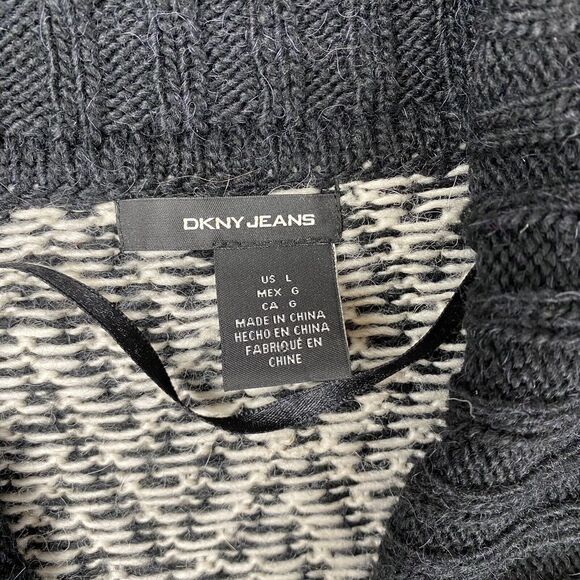 DKNY JEANS
US L
MEX G
CA G
MADE IN CHINA
HECHO EN CHINA
FABRIQUÉ EN
CHINE